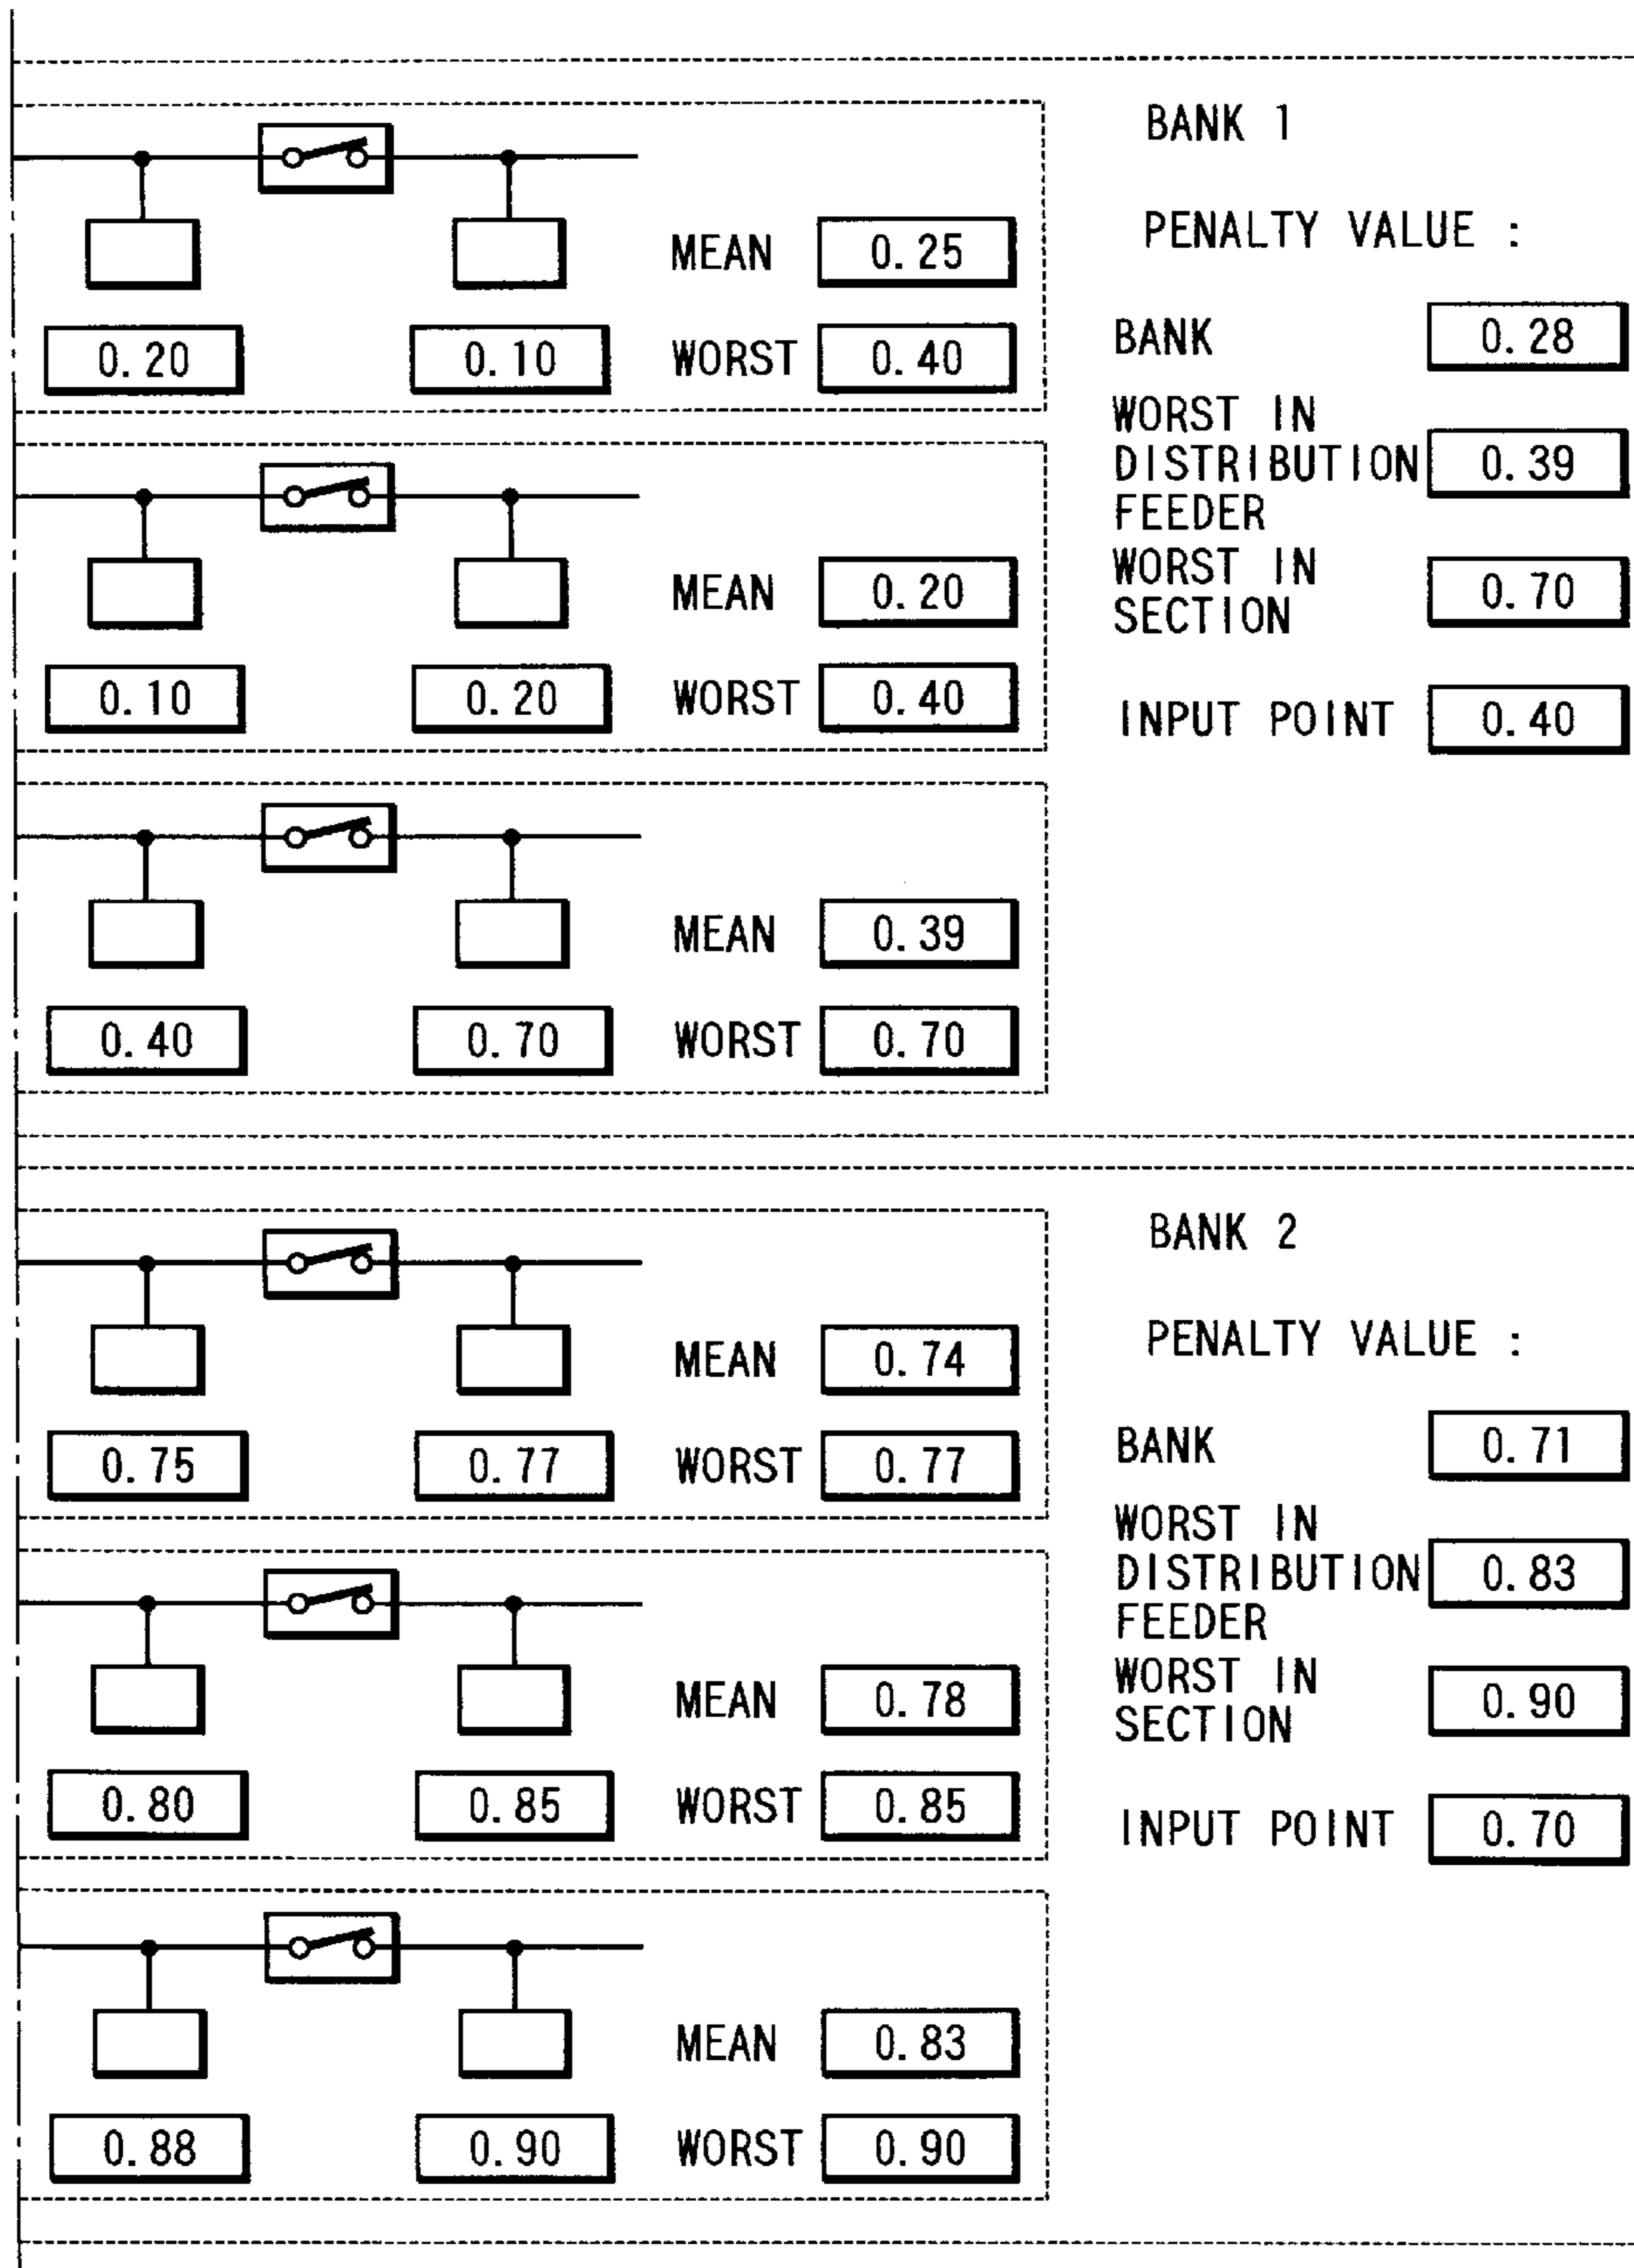 BANK 1
PENALTY VALUE :
MEAN 0.25
0.20 0.10 WORST 0.40
BANK 0.28
WORST IN
DISTRIBUTION 0.39
FEEDER
MEAN 0.20
WORST IN
SECTION 0.70
0.10 0.20 WORST 0.40
INPUT POINT 0.40
MEAN 0.39
0.40 0.70 WORST 0.70
BANK 2
PENALTY VALUE :
MEAN 0.74
0.75 0.77 WORST 0.77
BANK 0.71
WORST IN
DISTRIBUTION 0.83
FEEDER
MEAN 0.78
WORST IN
SECTION 0.90
0.80 0.85 WORST 0.85
INPUT POINT 0.70
MEAN 0.83
0.88 0.90 WORST 0.90